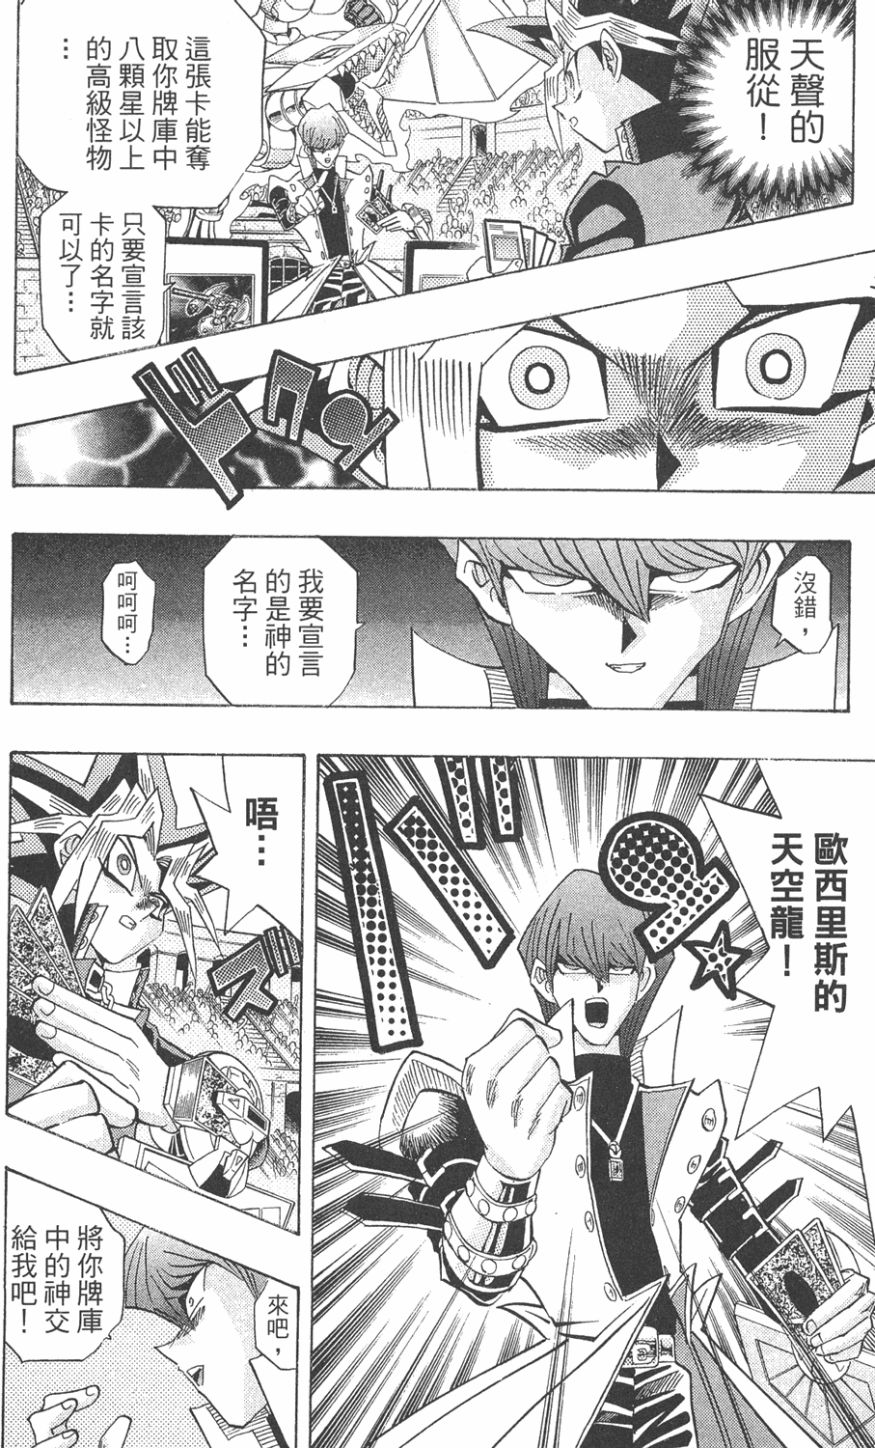 天聲的
服從！
這張卡能奪
取你牌庫中
八顆星以上
的高級怪物
…
只要宣言該
卡的名字就
可以了…
ドクン
沒錯，
我要宣言
的是神的
名字…
呵呵呵…
歐西里斯的
天空龍！
唔…
來吧，
將你牌庫
中的神交
給我吧！